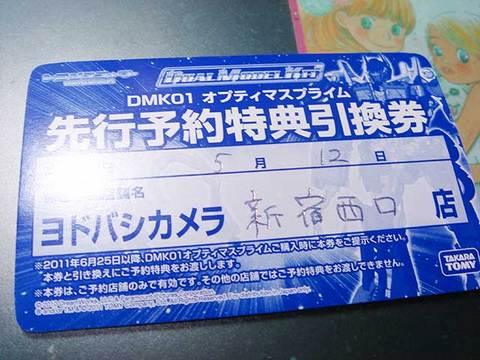 DUAL MODEL KIT
DMK01 オプティマスプライム
先行予約特典引換券
5月12日
ヨドバシカメラ 新宿西口 店
※2011年6月25日以降、DMK01オプティマスプライムご購入時に本券をご提示ください。
本券と引き換えにご予約特典をお渡しします。
※本券は、ご予約店舗のみで有効です。その他の店舗ではご予約特典をお渡しできません。
TAKARA
TOMY